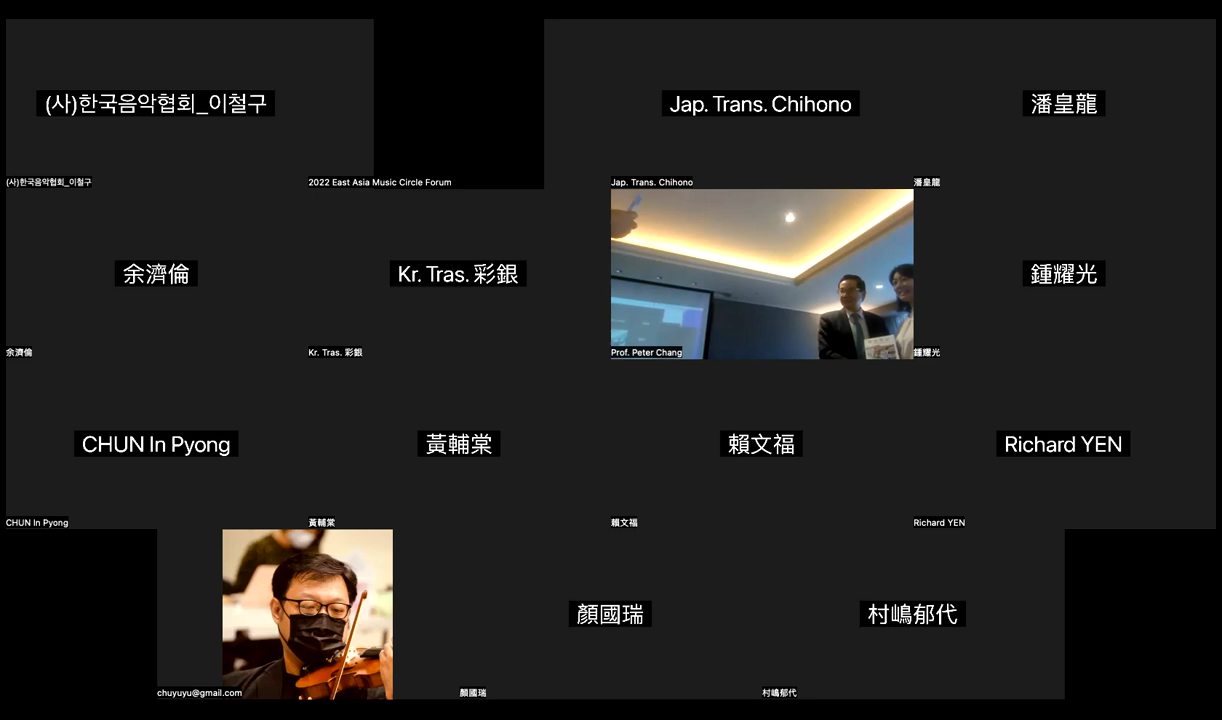 (사)한국음악협회_이철구
Jap. Trans. Chihono
潘皇龍
(사)한국음악협회_이철구
2022 East Asia Music Circle Forum
Jap. Trans. Chihono
潘皇龍
余濟倫
Kr. Tras. 彩銀
鍾耀光
余濟倫
Kr. Tras. 彩銀
Prof. Peter Chang
鍾耀光
CHUN In Pyong
黃輔棠
賴文福
Richard YEN
CHUN In Pyong
黃輔棠
賴文福
Richard YEN
顏國瑞
村嶋郁代
chuyuyu@gmail.com
顏國瑞
村嶋郁代